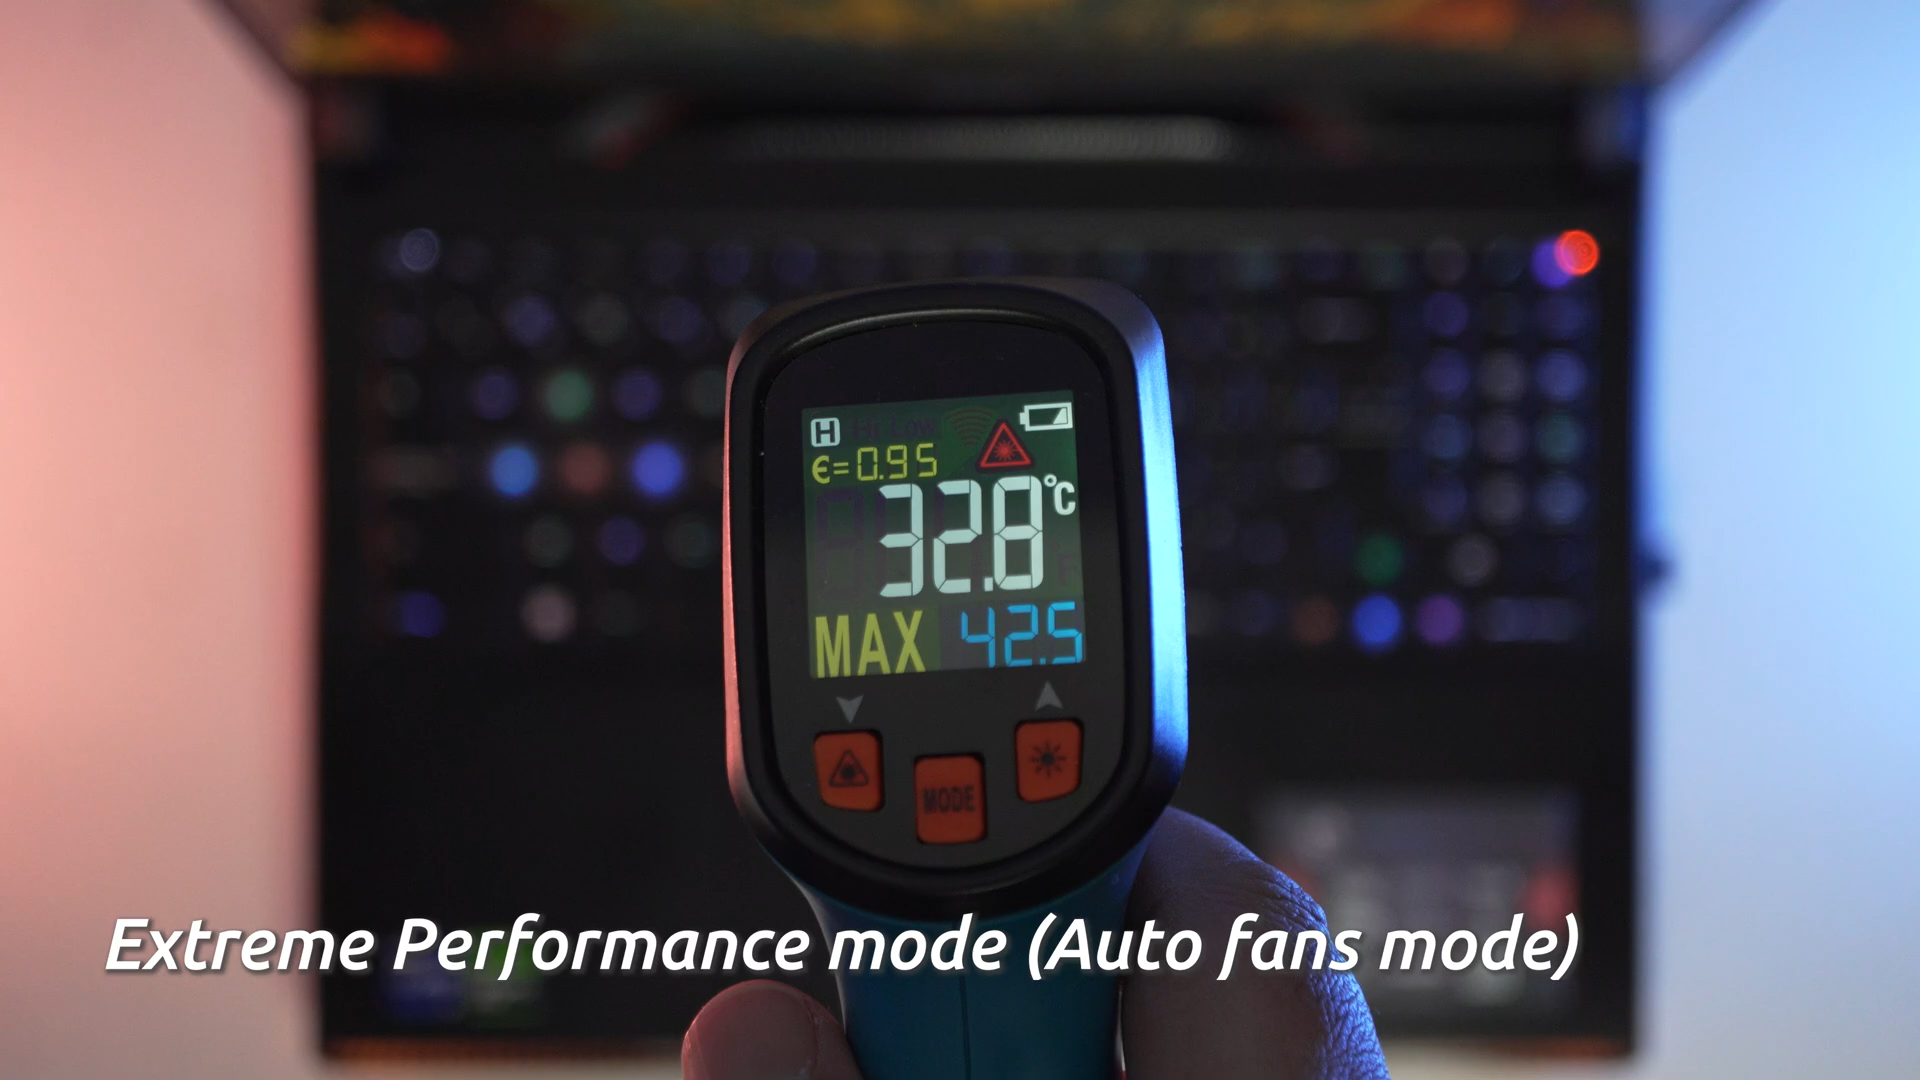 H
ϵ=0.95
32.8°C
MAX 42.5
MODE
Extreme Performance mode (Auto fans mode)